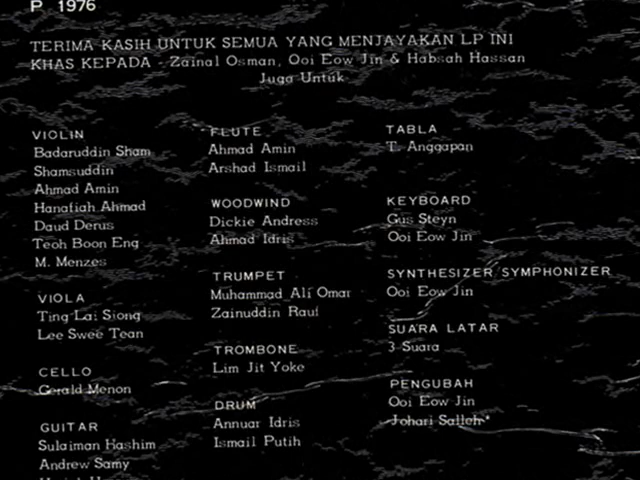 P 1976
TERIMA KASIH UNTUK SEMUA YANG MENJAYAKAN LP INI
KHAS KEPADA - Zainal Osman, Ooi Eow Jin & Habsah Hassan
Juga Untuk
VIOLIN
Badaruddin Sham
Shamsuddin
Ahmad Amin
Hanafiah Ahmad
Daud Derus
Teoh Boon Eng
M. Menzes
VIOLA
Ting Lai Siong
Lee Swee Tean
CELLO
Gerald Menon
GUITAR
Sulaiman Hashim
Andrew Samy
FLUTE
Ahmad Amin
Arshad Ismail
WOODWIND
Dickie Andress
Ahmad Idris
TRUMPET
Muhammad Ali Omar
Zainuddin Rauf
TROMBONE
Lim Jit Yoke
DRUM
Annuar Idris
Ismail Putih
TABLA
T. Anggapan
KEYBOARD
Gus Steyn
Ooi Eow Jin
SYNTHESIZER SYMPHONIZER
Ooi Eow Jin
SUARA LATAR
3 Suara
PENGUBAH
Ooi Eow Jin
Johari Salleh*